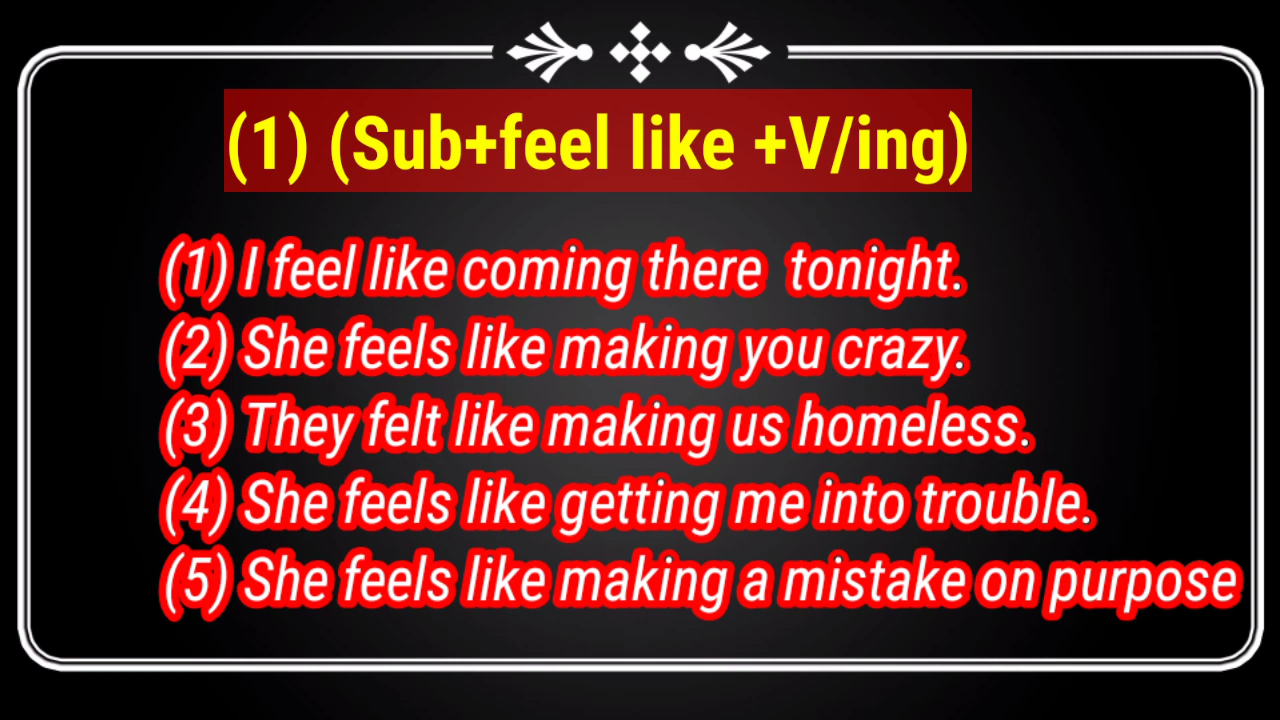 (1) (Sub+feel like +V/ing)
(1) I feel like coming there tonight.
(2) She feels like making you crazy.
(3) They felt like making us homeless.
(4) She feels like getting me into trouble.
(5) She feels like making a mistake on purpose